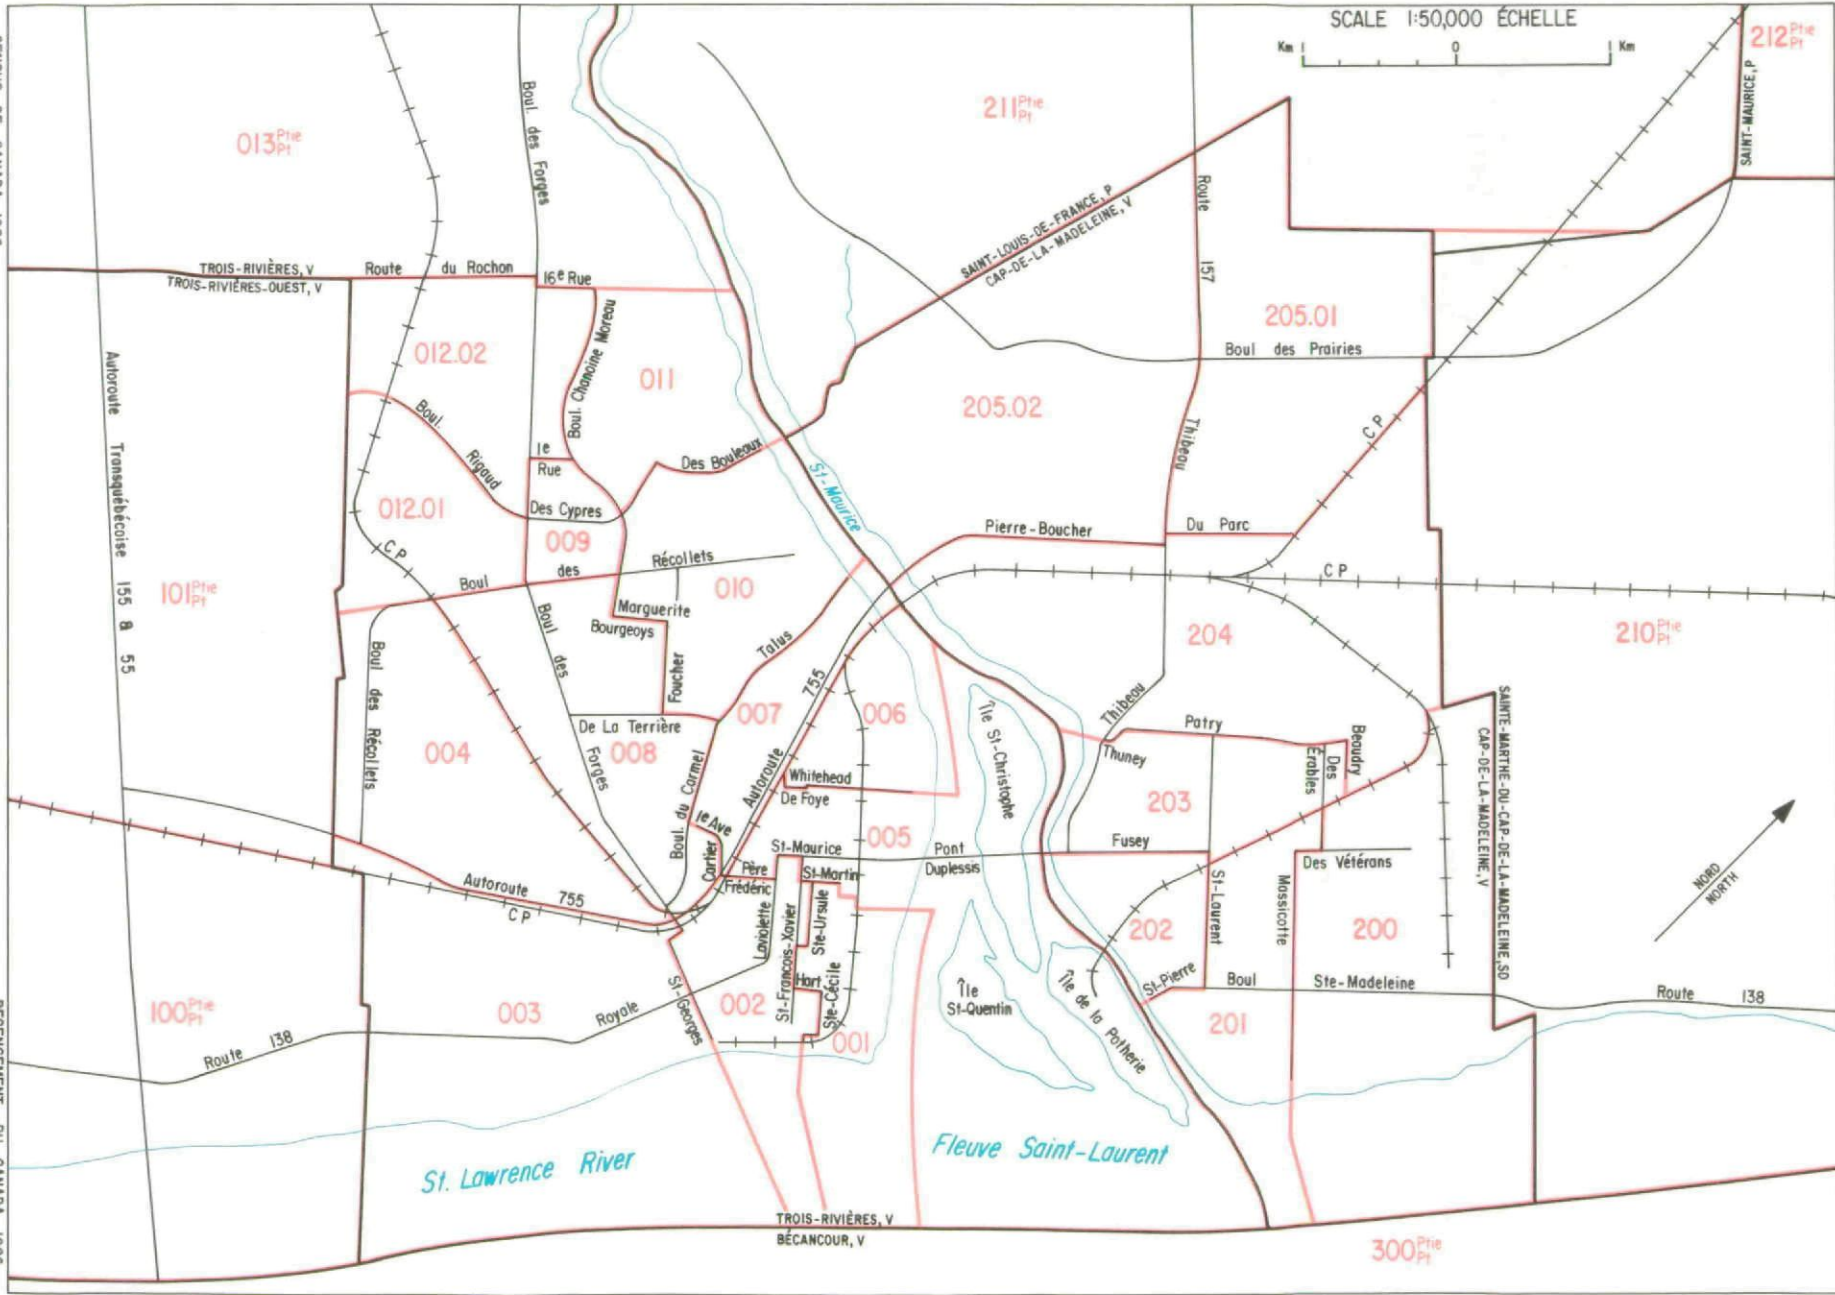 SCALE 1:50,000 ÉCHELLE
Km 1 0 1 Km
212 Ptie Pt
211 Ptie Pt
013 Ptie Pt
Boul. des Forges
SAINT-MAURICE, P
Route 157
SAINT-LOUIS-DE-FRANCE, P
CAP-DE-LA-MADELEINE, V
TROIS-RIVIÈRES, V
TROIS-RIVIÈRES-OUEST, V
Route du Rochon
16e Rue
Boul. Chanoine Moreau
205.01
Boul des Prairies
012.02
011
205.02
Autoroute Transquébécoise 155 & 55
Boul. Rigaud
1e
Rue
Des Bouleaux
St-Maurice
Thibeau
C P
012.01
Des Cypres
Pierre-Boucher
Du Parc
009
C P
Boul des Récollets
C P
101 Ptie Pt
010
Marguerite
Bourgeoys
204
210 Ptie Pt
Boul des Forges
Talus
Foucher
755
Autoroute
Boul des Récollets
004
De La Terrière
008
007
006
Île St-Christophe
Thibeau
Patry
Thuney
Beaudry
Des
Érables
SAINTE-MARTHE-DU-CAP-DE-LA-MADELEINE, SD
CAP-DE-LA-MADELEINE, V
Boul. du Carmel
Whitehead
De Foye
203
1e Ave
Cartier
005
St-Maurice
Pont
Duplessis
Fusey
Des Vétérans
Père
Frédéric
St-Martin
Autoroute 755
C P
Laviolette
St-Francois-Xavier
Ste-Ursule
St-Laurent
Massicotte
NORD
NORTH
202
200
Hart
Ste-Cécile
Île
St-Quentin
Île de la Potherie
St-Pierre
Boul Ste-Madeleine
Route 138
100 Ptie Pt
003
Royale
St-Georges
002
001
201
Route 138
St. Lawrence River
Fleuve Saint-Laurent
TROIS-RIVIÈRES, V
BÉCANCOUR, V
300 Ptie Pt